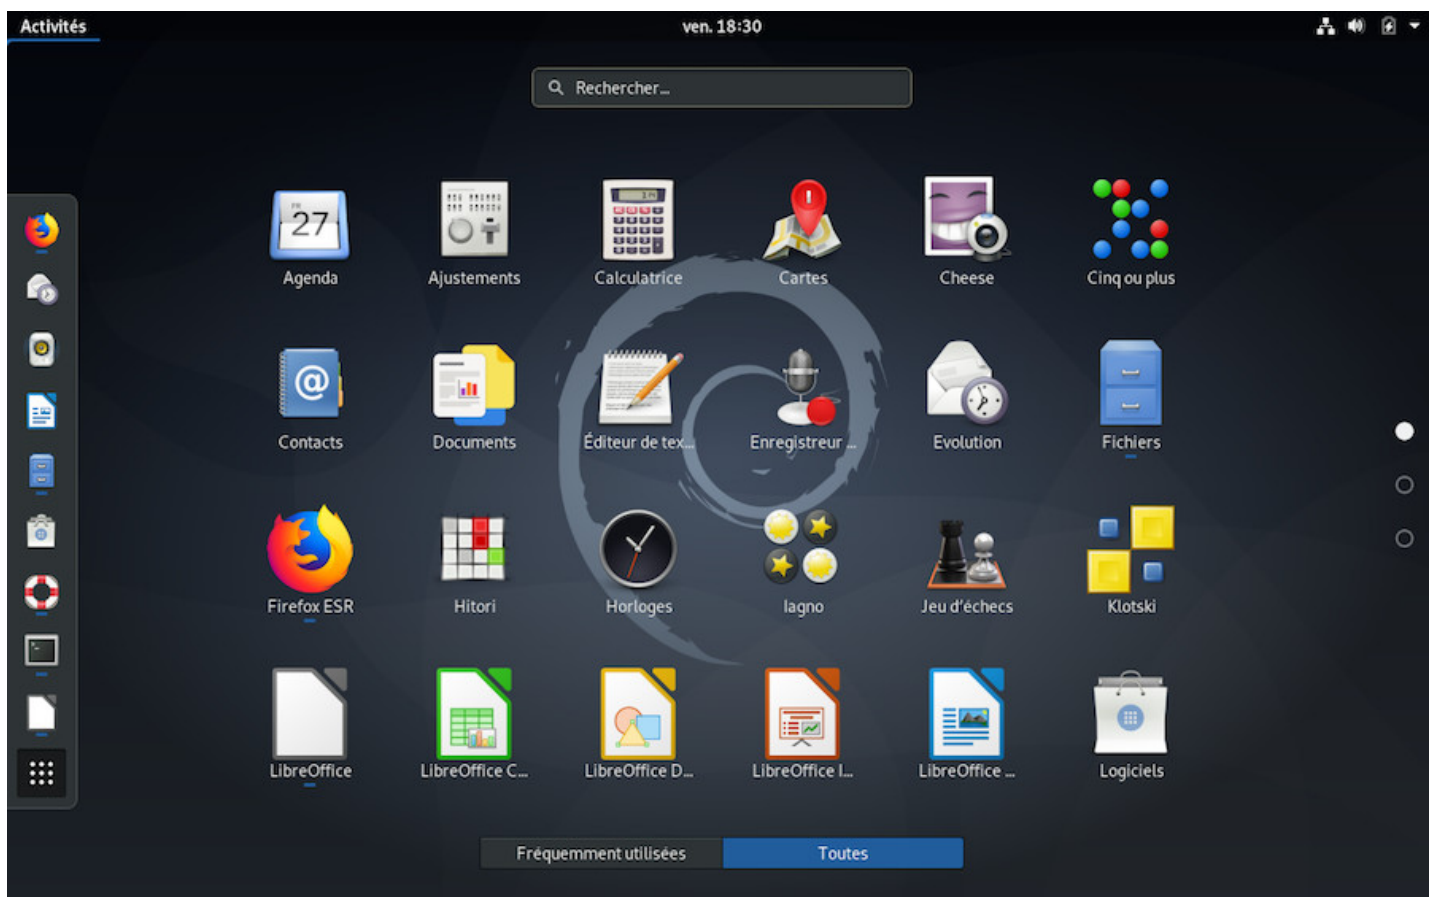 Activités
ven. 18:30
Rechercher…
27
Agenda
Ajustements
Calculatrice
Cartes
Cheese
Cinq ou plus
@
Contacts
Documents
Éditeur de tex…
Enregistreur …
Evolution
Fichiers
Firefox ESR
Hitori
Horloges
Iagno
Jeu d'échecs
Klotski
LibreOffice
LibreOffice C…
LibreOffice D…
LibreOffice I…
LibreOffice …
Logiciels
Fréquemment utilisées
Toutes